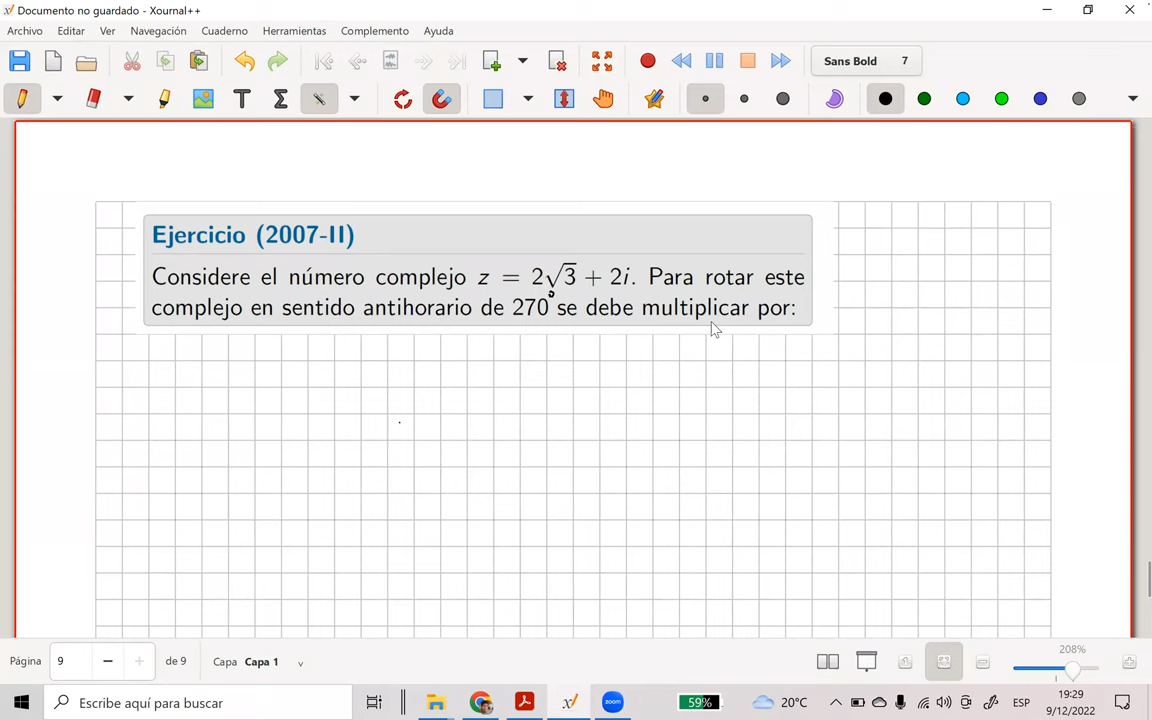 Documento no guardado - Xournal++
Archivo Editar Ver Navegación Cuaderno Herramientas Complemento Ayuda
Sans Bold 7
Ejercicio (2007-II)
Considere el número complejo z = 2√3 + 2i. Para rotar este
complejo en sentido antihorario de 270° se debe multiplicar por:
Página 9 de 9 Capa Capa 1 208%
Escribe aquí para buscar
zoom
59%
20°C
ESP
19:29
9/12/2022